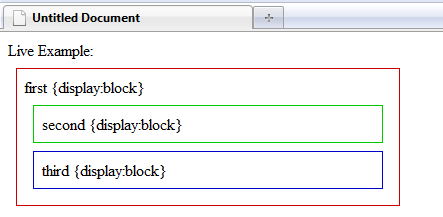 Untitled Document
Live Example:
first {display:block}
second {display:block}
third {display:block}